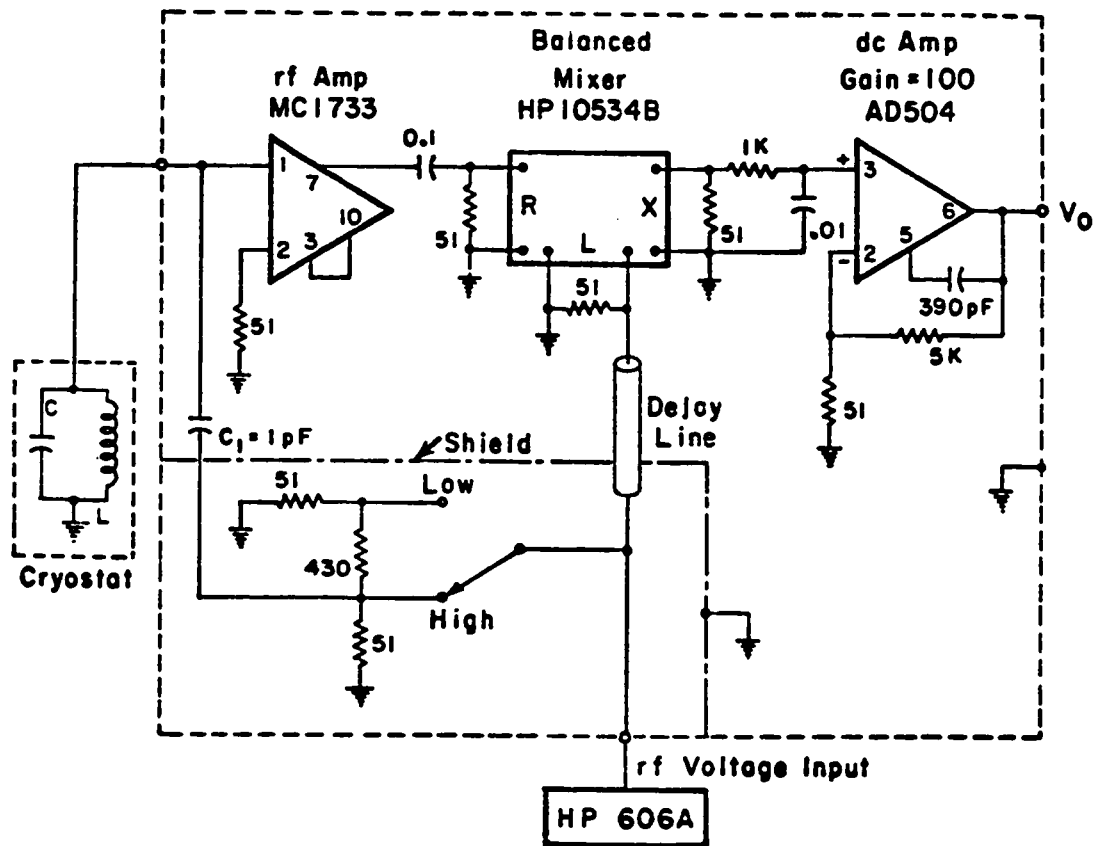 rf Amp
MC1733
Balanced
Mixer
HP10534B
dc Amp
Gain = 100
AD504
0.1
1K
1
7
10
2
3
51
51
R
X
L
51
51
.01
+
3
6
-
2
5
390pF
5K
51
Vo
C
L
Cryostat
C1 = 1pF
Shield
Delay
Line
51
Low
430
High
51
rf Voltage Input
HP 606A